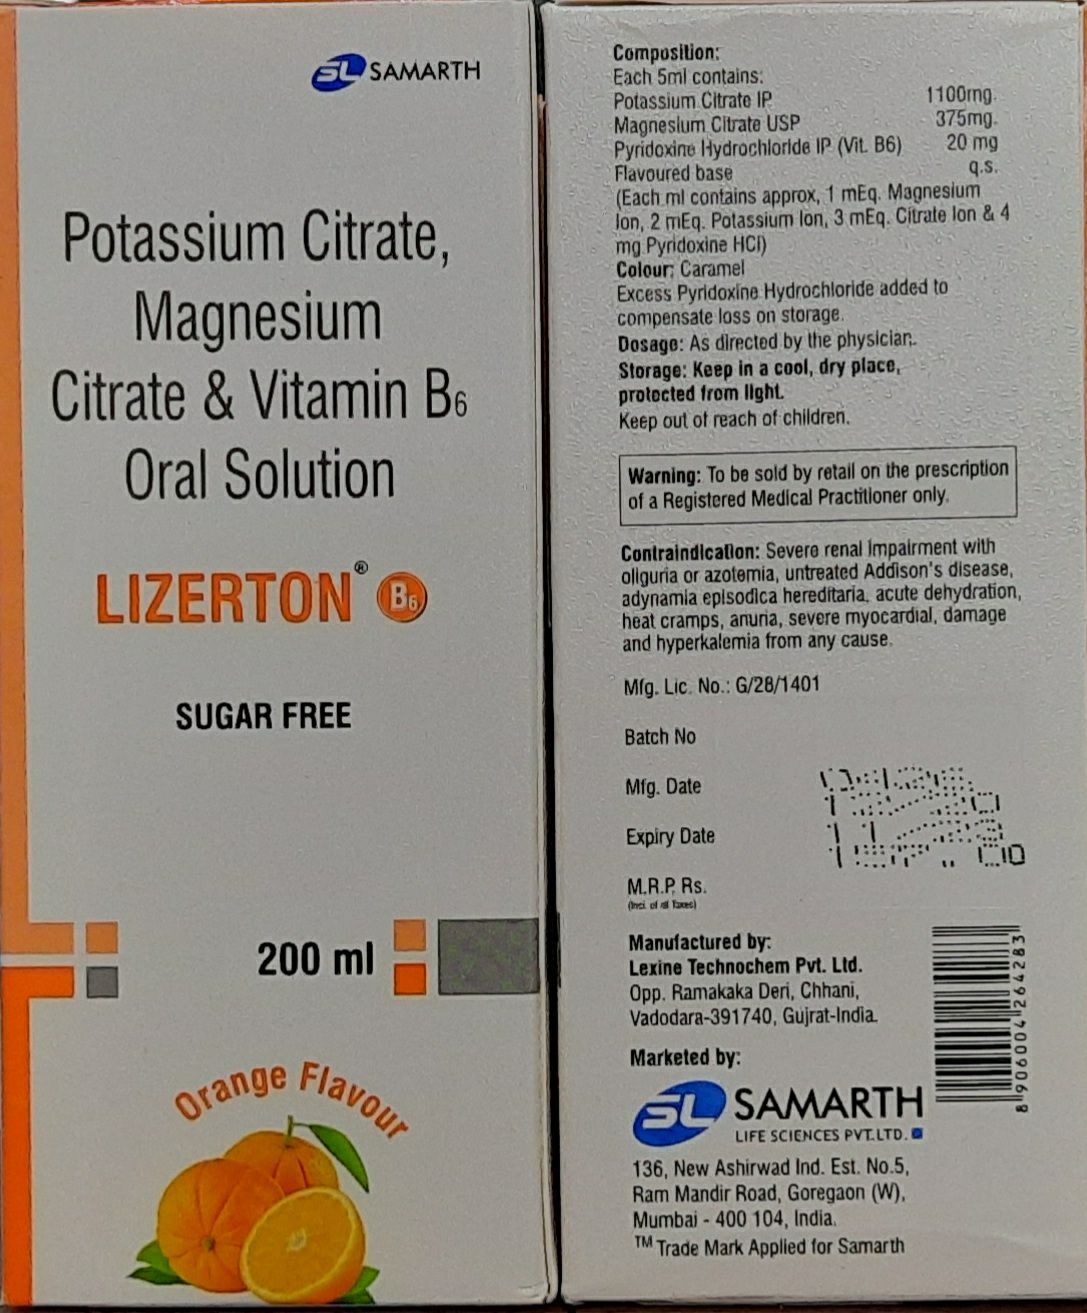 SL SAMARTH
Potassium Citrate,
Magnesium
Citrate & Vitamin B6
Oral Solution
LIZERTON® B6
SUGAR FREE
200 ml
Orange Flavour
Composition:
Each 5ml contains:
Potassium Citrate IP 1100mg.
Magnesium Citrate USP 375mg.
Pyridoxine Hydrochloride IP (Vit. B6) 20 mg
Flavoured base q.s.
(Each ml contains approx, 1 mEq. Magnesium
Ion, 2 mEq. Potassium Ion, 3 mEq. Citrate Ion & 4
mg Pyridoxine HCl)
Colour: Caramel
Excess Pyridoxine Hydrochloride added to
compensate loss on storage.
Dosage: As directed by the physician.
Storage: Keep in a cool, dry place,
protected from light.
Keep out of reach of children.
Warning: To be sold by retail on the prescription
of a Registered Medical Practitioner only.
Contraindication: Severe renal impairment with
oliguria or azotemia, untreated Addison's disease,
adynamia episodica hereditaria, acute dehydration,
heat cramps, anuria, severe myocardial, damage
and hyperkalemia from any cause.
Mfg. Lic. No.: G/28/1401
Batch No
Mfg. Date
Expiry Date
M.R.P. Rs.
(Incl. of all Taxes)
Manufactured by:
Lexine Technochem Pvt. Ltd.
Opp. Ramakaka Deri, Chhani,
Vadodara-391740, Gujrat-India.
8 906004 264283
Marketed by:
SL SAMARTH
LIFE SCIENCES PVT.LTD.
136, New Ashirwad Ind. Est. No.5,
Ram Mandir Road, Goregaon (W),
Mumbai - 400 104, India.
TM Trade Mark Applied for Samarth